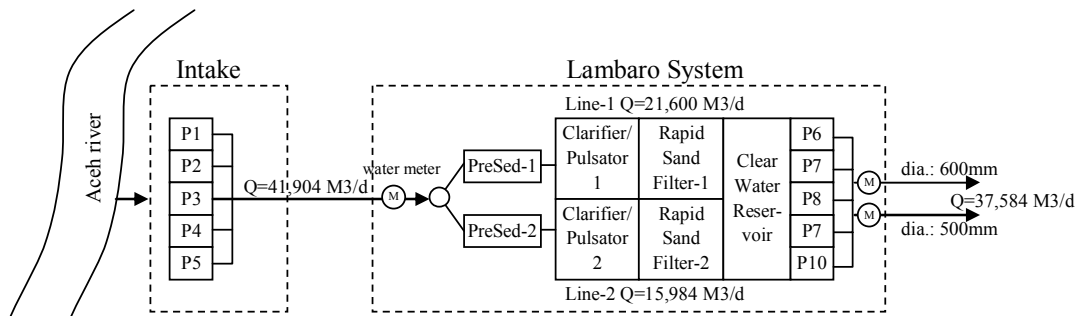 Intake
Lambaro System
Aceh river
P1
P2
P3
P4
P5
Q=41,904 M3/d
water meter
M
PreSed-1
PreSed-2
Line-1 Q=21,600 M3/d
Clarifier/
Pulsator
1
Rapid
Sand
Filter-1
Clarifier/
Pulsator
2
Rapid
Sand
Filter-2
Clear
Water
Reser-
voir
P6
P7
P8
P7
P10
Line-2 Q=15,984 M3/d
M
M
dia.: 600mm
Q=37,584 M3/d
dia.: 500mm